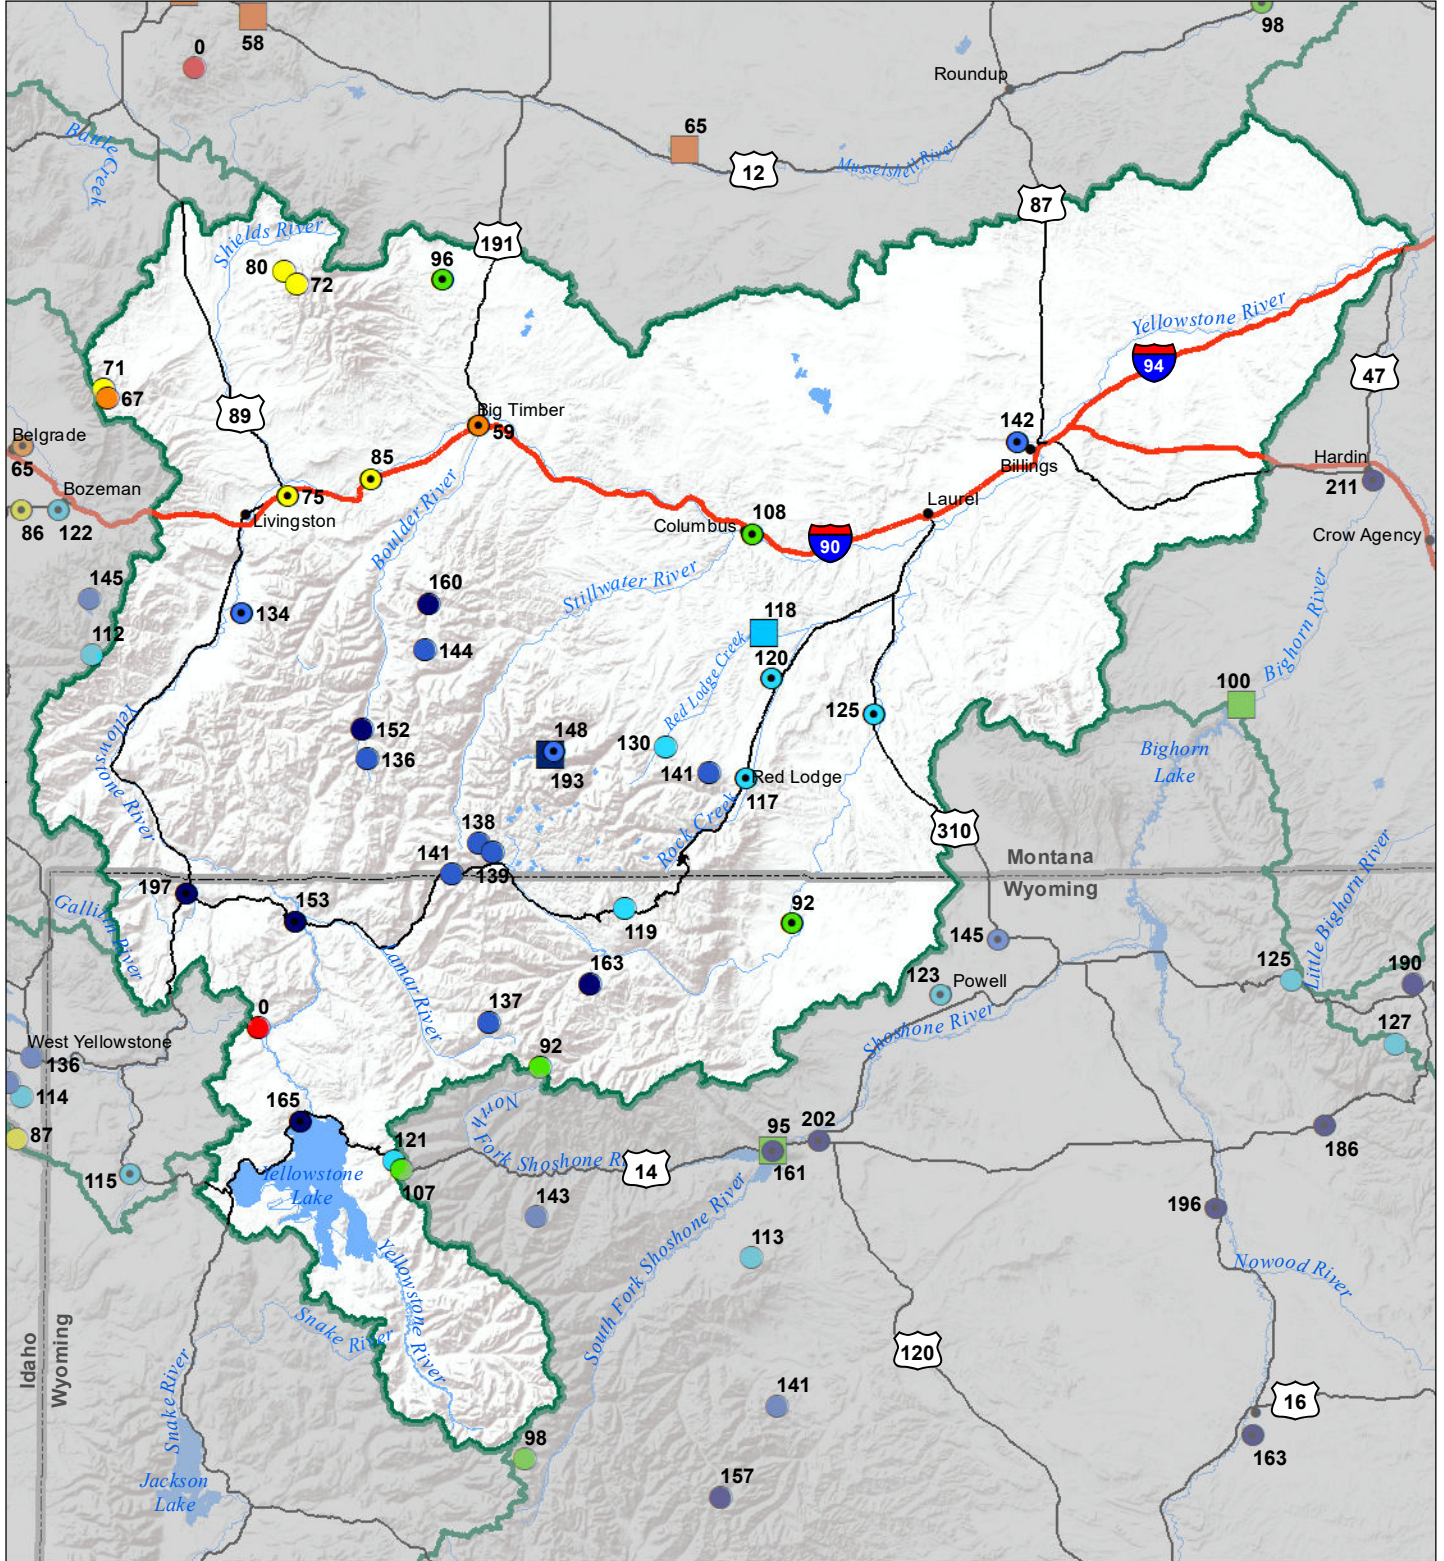 58
0
98
Roundup
Battle Creek
65
12
Musselshell River
87
191
Shields River
80
72
96
Yellowstone River
94
47
71
67
89
Big Timber
59
142
Billings
Belgrade
65
85
Hardin
211
Bozeman
86
122
75
Livingston
Laurel
Columbus
108
90
Crow Agency
Boulder River
Stillwater River
145
160
134
118
112
144
Red Lodge Creek
120
Bighorn River
100
125
Yellowstone River
152
136
148
193
130
141
Red Lodge
117
Bighorn
Lake
Rock Creek
310
138
141
139
Montana
Wyoming
197
153
Gallatin River
119
92
Little Bighorn River
145
125
190
Lamar River
163
123
Powell
0
137
Shoshone River
127
West Yellowstone
136
114
92
87
165
North
Fork Shoshone R
95
202
161
186
121
107
14
115
Yellowstone
Lake
143
113
196
South Fork Shoshone River
Nowood River
Yellowstone River
Snake River
120
Idaho
Wyoming
Snake River
141
16
98
163
Jackson
Lake
157